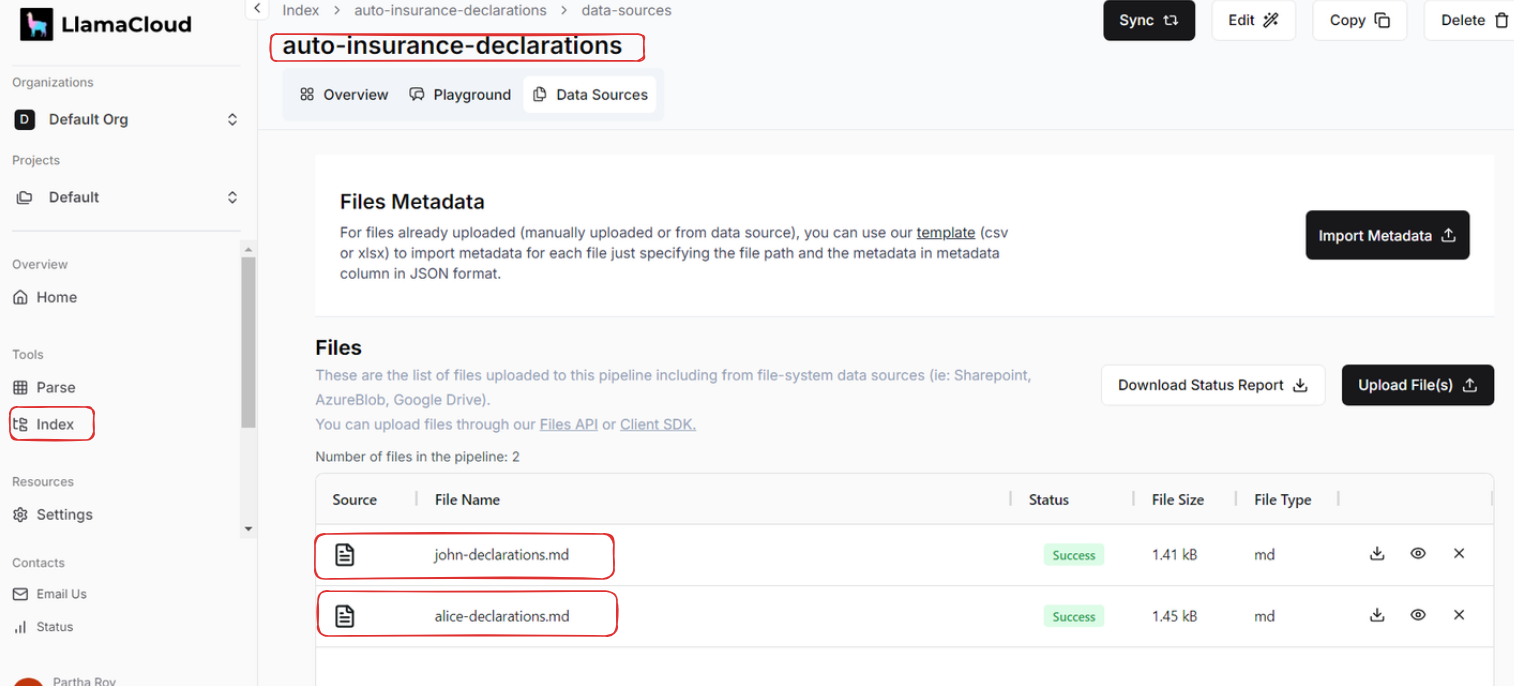 LlamaCloud
Organizations
D Default Org
Projects
Default
Overview
Home
Tools
Parse
Index
Resources
Settings
Contacts
Email Us
Status
Partha Roy
Index > auto-insurance-declarations > data-sources
auto-insurance-declarations
Sync
Edit
Copy
Delete
Overview
Playground
Data Sources
Files Metadata
For files already uploaded (manually uploaded or from data source), you can use our template (csv
or xlsx) to import metadata for each file just specifying the file path and the metadata in metadata
column in JSON format.
Import Metadata
Files
These are the list of files uploaded to this pipeline including from file-system data sources (ie: Sharepoint,
AzureBlob, Google Drive).
You can upload files through our Files API or Client SDK.
Download Status Report
Upload File(s)
Number of files in the pipeline: 2
Source File Name Status File Size File Type
john-declarations.md Success 1.41 kB md
alice-declarations.md Success 1.45 kB md